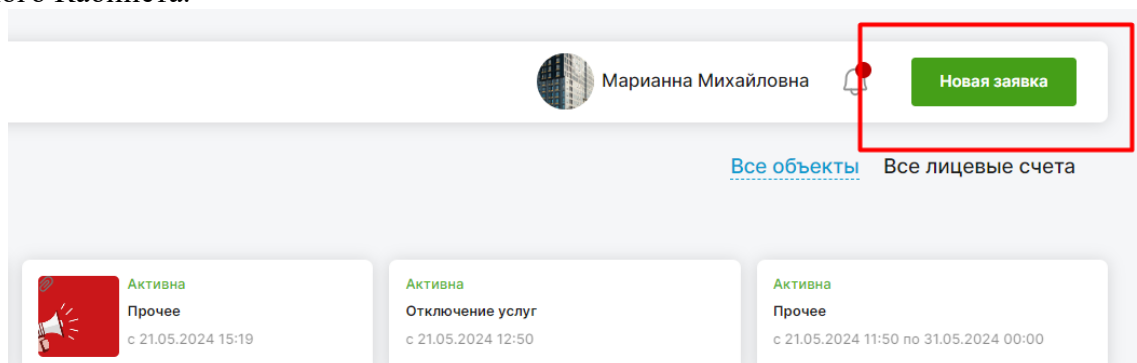 Марианна Михайловна
Новая заявка
Все объекты Все лицевые счета
Активна
Прочее
с 21.05.2024 15:19
Активна
Отключение услуг
с 21.05.2024 12:50
Активна
Прочее
с 21.05.2024 11:50 по 31.05.2024 00:00